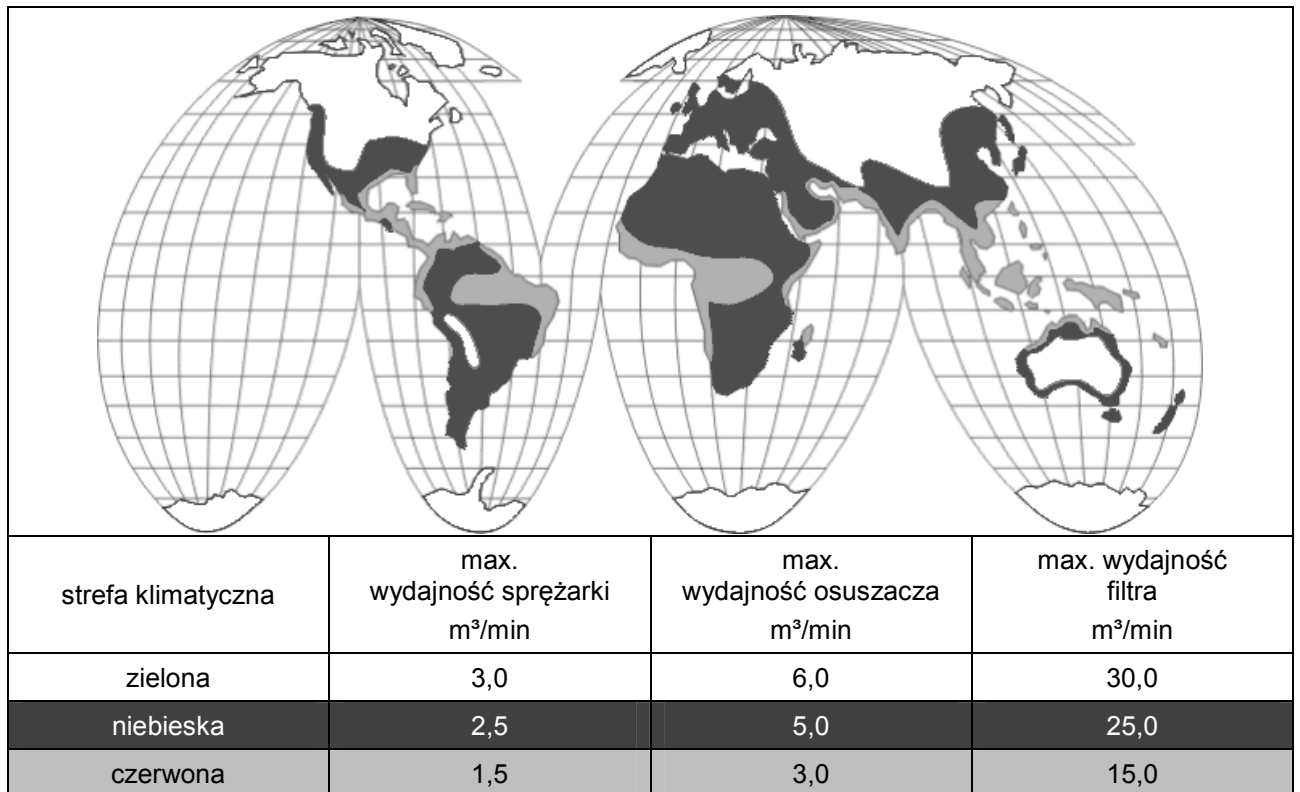 strefa klimatyczna
max.
wydajność sprężarki
m³/min
max.
wydajność osuszacza
m³/min
max. wydajność
filtra
m³/min
zielona 3,0 6,0 30,0
niebieska 2,5 5,0 25,0
czerwona 1,5 3,0 15,0